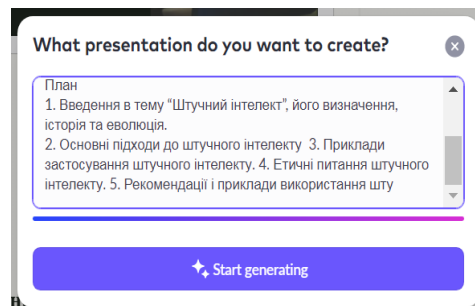 What presentation do you want to create?
План
1. Введення в тему “Штучний інтелект”, його визначення,
історія та еволюція.
2. Основні підходи до штучного інтелекту 3. Приклади
застосування штучного інтелекту. 4. Етичні питання штучного
інтелекту. 5. Рекомендації і приклади використання шту
Start generating